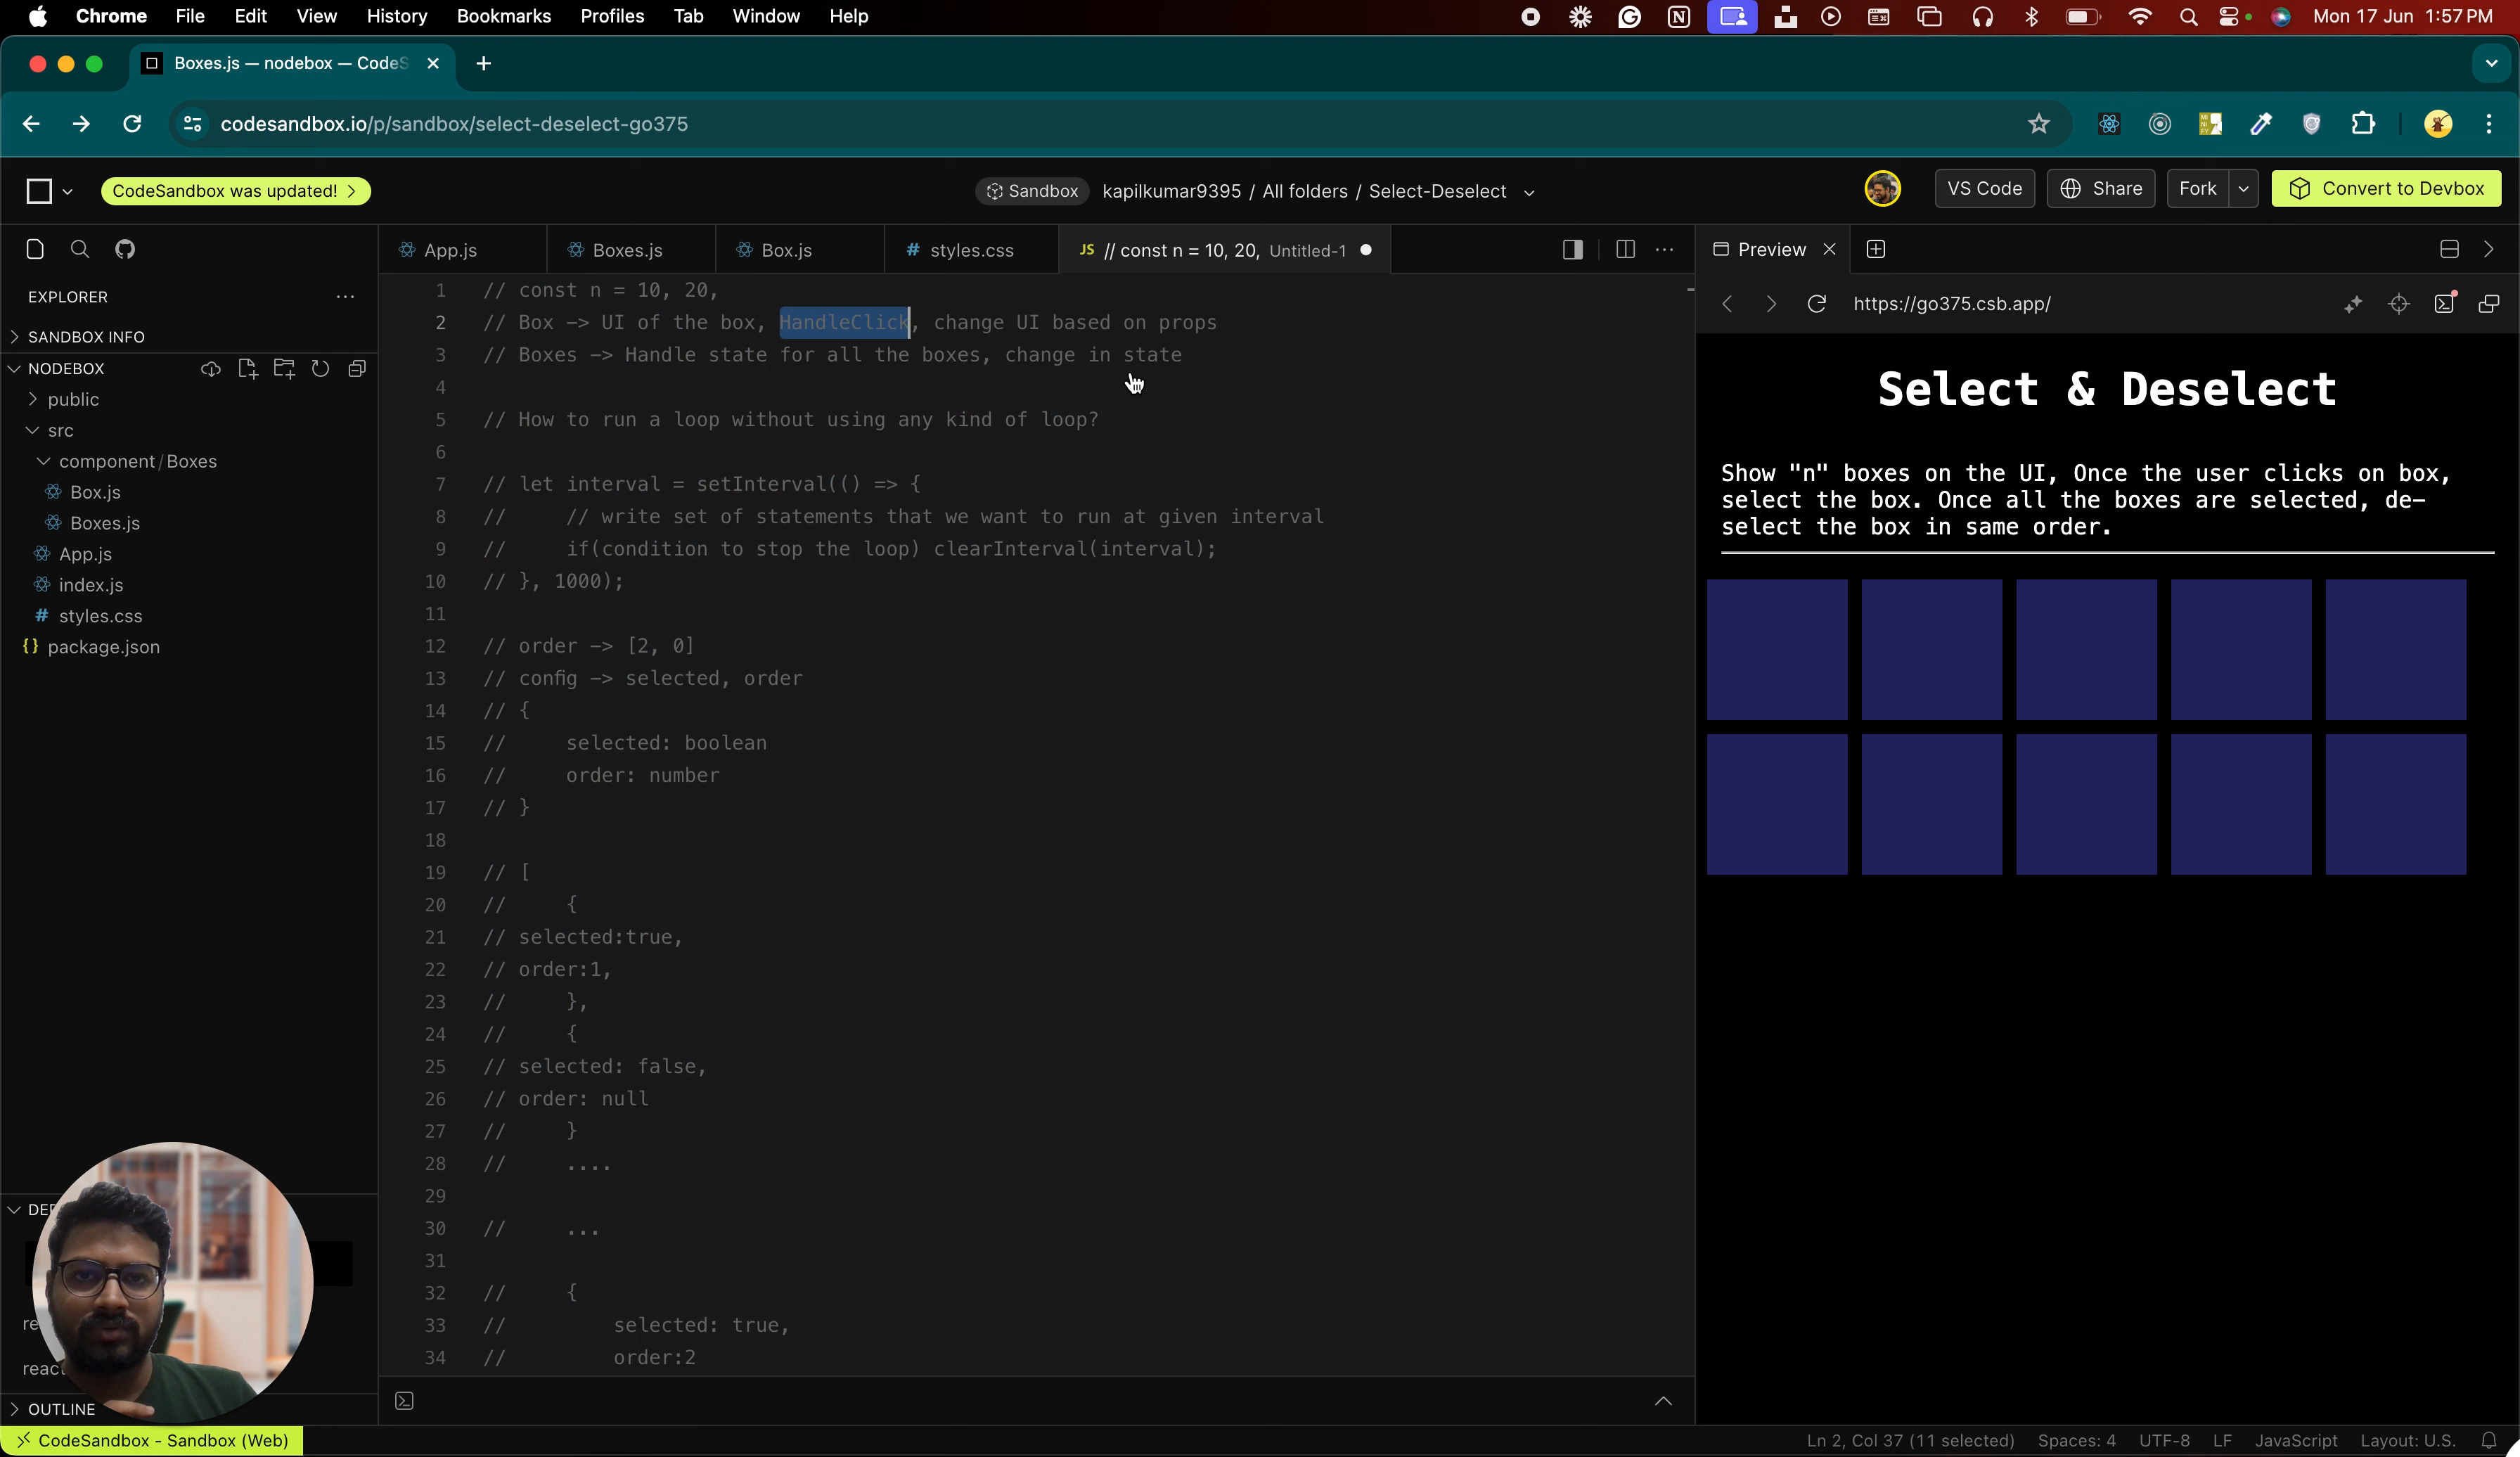 Chrome File Edit View History Bookmarks Profiles Tab Window Help Mon 17 Jun 1:57 PM
Boxes.js — nodebox — CodeS
codesandbox.io/p/sandbox/select-deselect-go375
CodeSandbox was updated!
Sandbox kapilkumar9395 / All folders / Select-Deselect
VS Code Share Fork Convert to Devbox
App.js Boxes.js Box.js # styles.css JS // const n = 10, 20, Untitled-1
Preview
https://go375.csb.app/
EXPLORER
SANDBOX INFO
NODEBOX
public
src
component/Boxes
Box.js
Boxes.js
App.js
index.js
# styles.css
{} package.json
DE
re
reac
OUTLINE
1 // const n = 10, 20,
2 // Box -> UI of the box, HandleClick, change UI based on props
3 // Boxes -> Handle state for all the boxes, change in state
4
5 // How to run a loop without using any kind of loop?
6
7 // let interval = setInterval(() => {
8 // // write set of statements that we want to run at given interval
9 // if(condition to stop the loop) clearInterval(interval);
10 // }, 1000);
11
12 // order -> [2, 0]
13 // config -> selected, order
14 // {
15 // selected: boolean
16 // order: number
17 // }
18
19 // [
20 // {
21 // selected:true,
22 // order:1,
23 // },
24 // {
25 // selected: false,
26 // order: null
27 // }
28 // ....
29
30 // ...
31
32 // {
33 // selected: true,
34 // order:2
Select & Deselect
Show "n" boxes on the UI, Once the user clicks on box,
select the box. Once all the boxes are selected, de-
select the box in same order.
CodeSandbox - Sandbox (Web)
Ln 2, Col 37 (11 selected) Spaces: 4 UTF-8 LF JavaScript Layout: U.S.